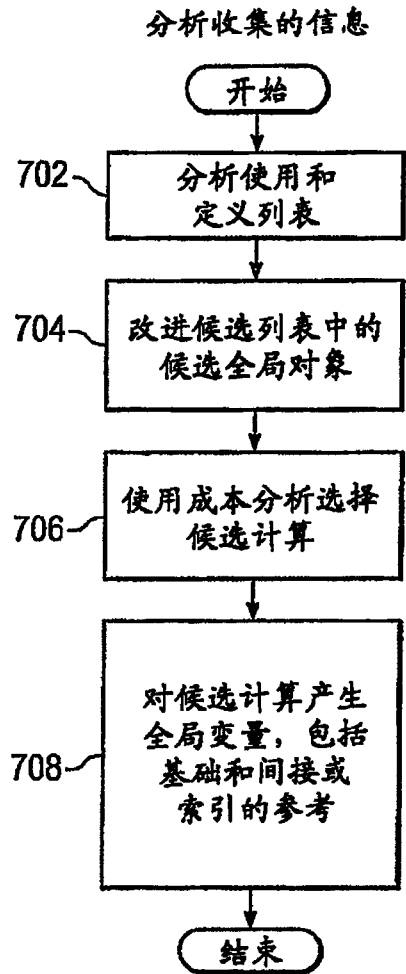 分析收集的信息
开始
702
分析使用和
定义列表
704
改进候选列表中的
候选全局对象
706
使用成本分析选择
候选计算
708
对候选计算产生
全局变量，包括
基础和间接或
索引的参考
结束